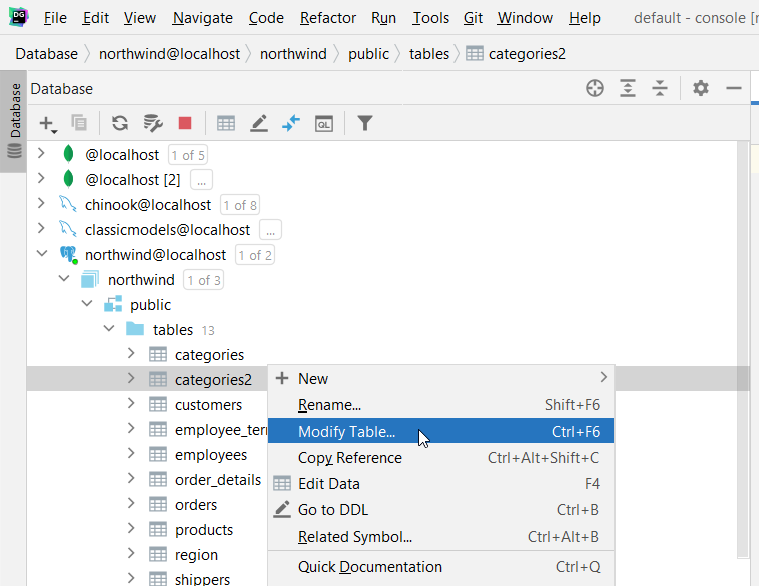 DG File Edit View Navigate Code Refactor Run Tools Git Window Help default - console [
Database northwind@localhost northwind public tables categories2
Database
Database
QL
@localhost 1 of 5
@localhost [2] ...
chinook@localhost 1 of 8
classicmodels@localhost ...
northwind@localhost 1 of 2
northwind 1 of 3
public
tables 13
categories
categories2
customers
employee_terr
employees
order_details
orders
products
region
shippers
New
Rename... Shift+F6
Modify Table... Ctrl+F6
Copy Reference Ctrl+Alt+Shift+C
Edit Data F4
Go to DDL Ctrl+B
Related Symbol... Ctrl+Alt+B
Quick Documentation Ctrl+Q